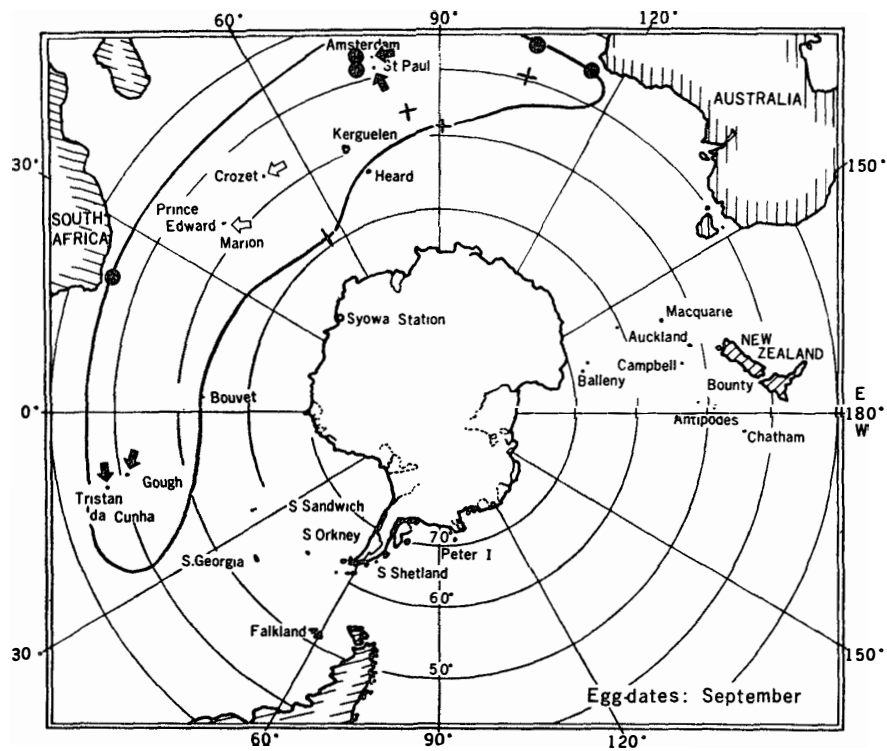 60°
90°
120°
Amsterdam
St Paul
AUSTRALIA
Kerguelen
30°
Crozet
Heard
150°
SOUTH
AFRICA
Prince
Edward
Marion
Syowa Station
Macquarie
Auckland
NEW
ZEALAND
Campbell
Balleny
Bounty
Bouvet
0°
E
180°
W
Antipodes
Chatham
Gough
Tristan
da Cunha
S Sandwich
S Orkney
S.Georgia
70°
Peter I
S Shetland
60°
Falkland
30°
150°
50°
Egg-dates: September
60°
90°
120°